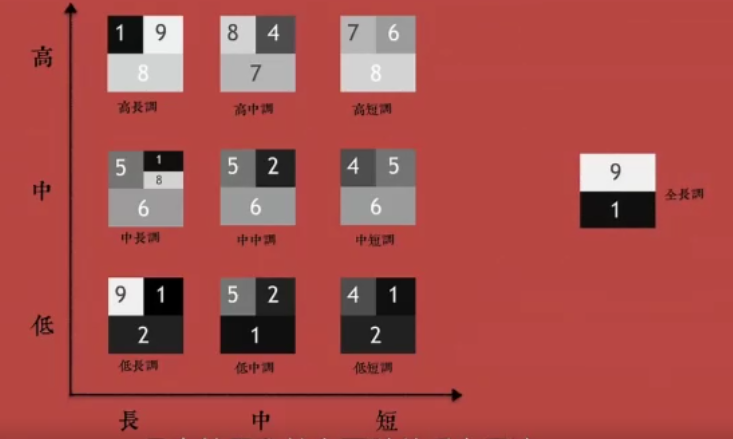 高
1 9
8
高長調
8 4
7
高中調
7 6
8
高短調
中
5 1
8
6
中長調
5 2
6
中中調
4 5
6
中短調
9
1
全長調
低
9 1
2
低長調
5 2
1
低中調
4 1
2
低短調
長 中 短